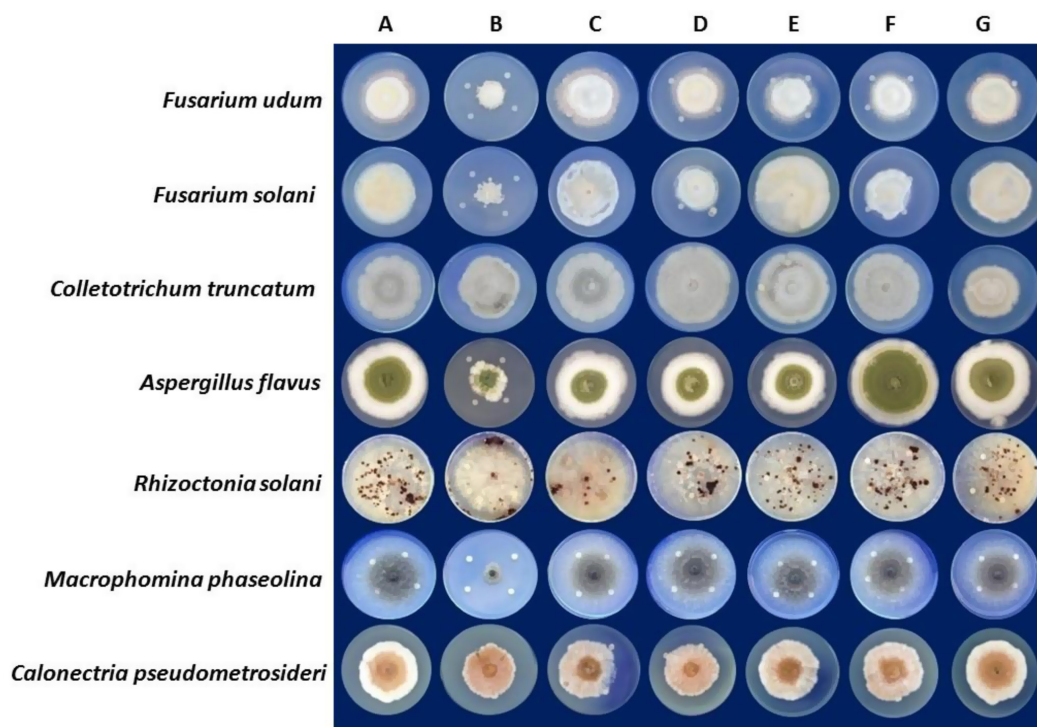 A B C D E F G
Fusarium udum
Fusarium solani
Colletotrichum truncatum
Aspergillus flavus
Rhizoctonia solani
Macrophomina phaseolina
Calonectria pseudometrosideri